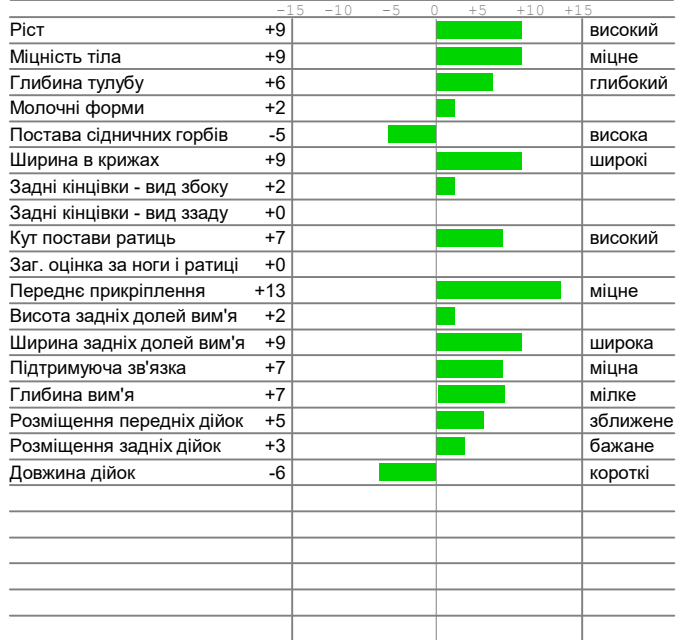 -15 -10 -5 0 +5 +10 +15
Ріст +9 високий
Міцність тіла +9 міцне
Глибина тулубу +6 глибокий
Молочні форми +2
Постава сідничних горбів -5 висока
Ширина в крижах +9 широкі
Задні кінцівки - вид збоку +2
Задні кінцівки - вид ззаду +0
Кут постави ратиць +7 високий
Заг. оцінка за ноги і ратиці +0
Переднє прикріплення +13 міцне
Висота задніх долей вим'я +2
Ширина задніх долей вим'я +9 широка
Підтримуюча зв'язка +7 міцна
Глибина вим'я +7 мілке
Розміщення передніх дійок +5 зближене
Розміщення задніх дійок +3 бажане
Довжина дійок -6 короткі